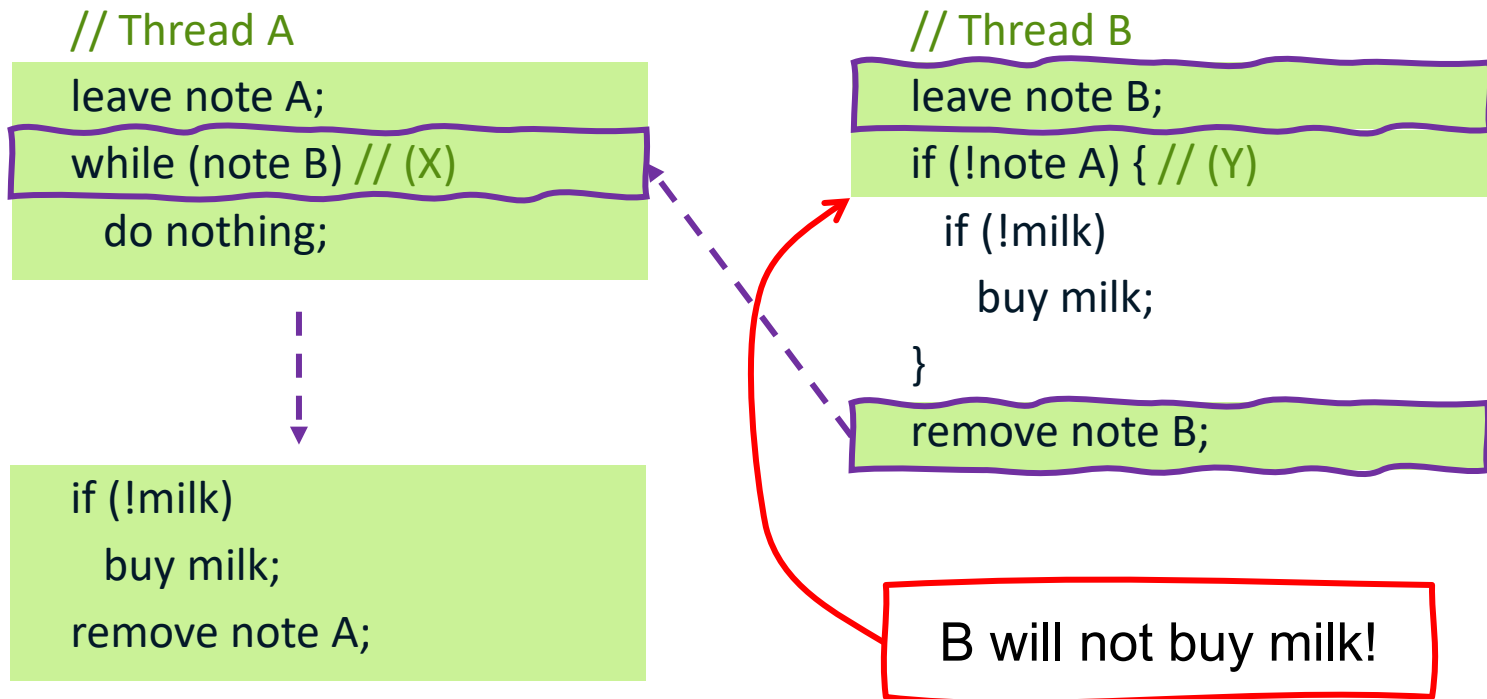 // Thread A
leave note A;
while (note B) // (X)
do nothing;
if (!milk)
buy milk;
remove note A;
// Thread B
leave note B;
if (!note A) { // (Y)
if (!milk)
buy milk;
}
remove note B;
B will not buy milk!